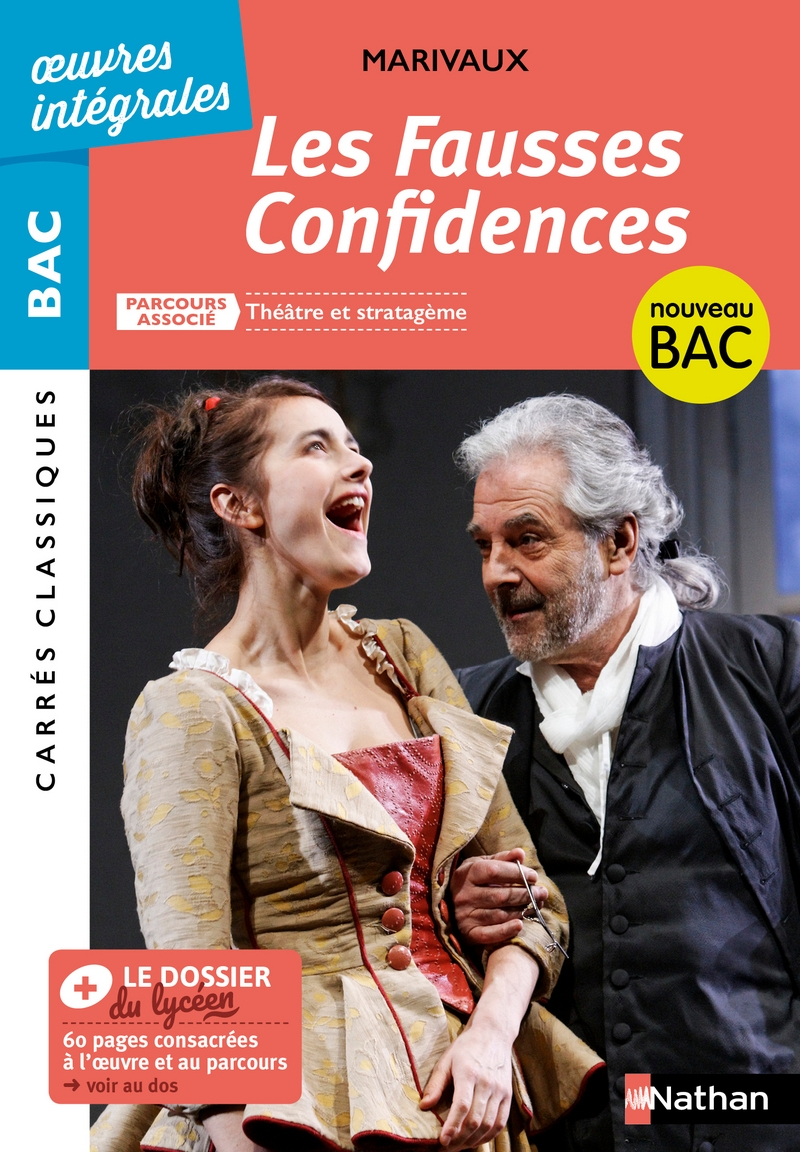 œuvres
intégrales
MARIVAUX
Les Fausses
Confidences
BAC
PARCOURS
ASSOCIÉ
Théâtre et stratagème
nouveau
BAC
CARRÉS CLASSIQUES
+ LE DOSSIER
du lycéen
60 pages consacrées
à l'œuvre et au parcours
➜ voir au dos
Nathan